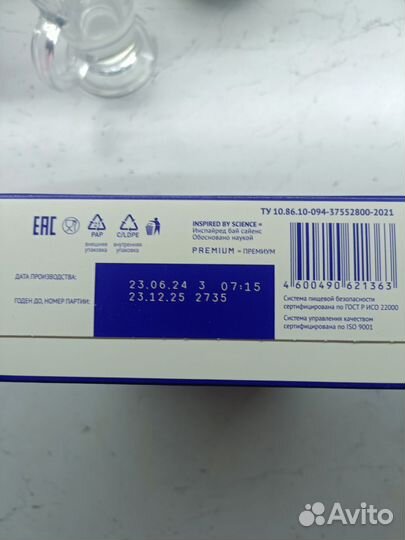 ТУ 10.86.10-094-37552800-2021
EAC
PAP
внешняя
упаковка
C/LDPE
внутренняя
упаковка
INSPIRED BY SCIENCE =
Инспайред бай сайенс
Обосновано наукой
PREMIUM = ПРЕМИУМ
4 600490 621363
ДАТА ПРОИЗВОДСТВА:
23.06.24 3 07:15
ГОДЕН ДО, НОМЕР ПАРТИИ:
23.12.25 2735
Система пищевой безопасности
сертифицирована по ГОСТ Р ИСО 22000
Система управления качеством
сертифицирована по ISO 9001
Avito